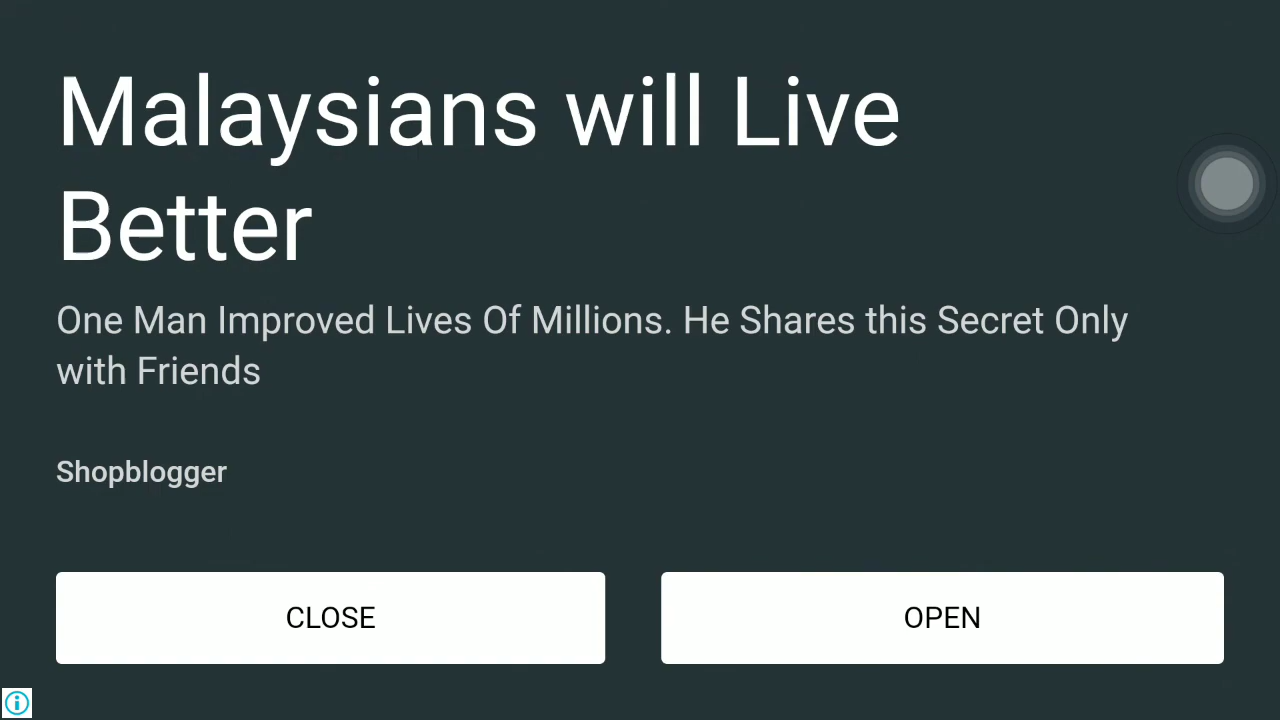 Malaysians will Live
Better
One Man Improved Lives Of Millions. He Shares this Secret Only
with Friends
Shopblogger
CLOSE
OPEN